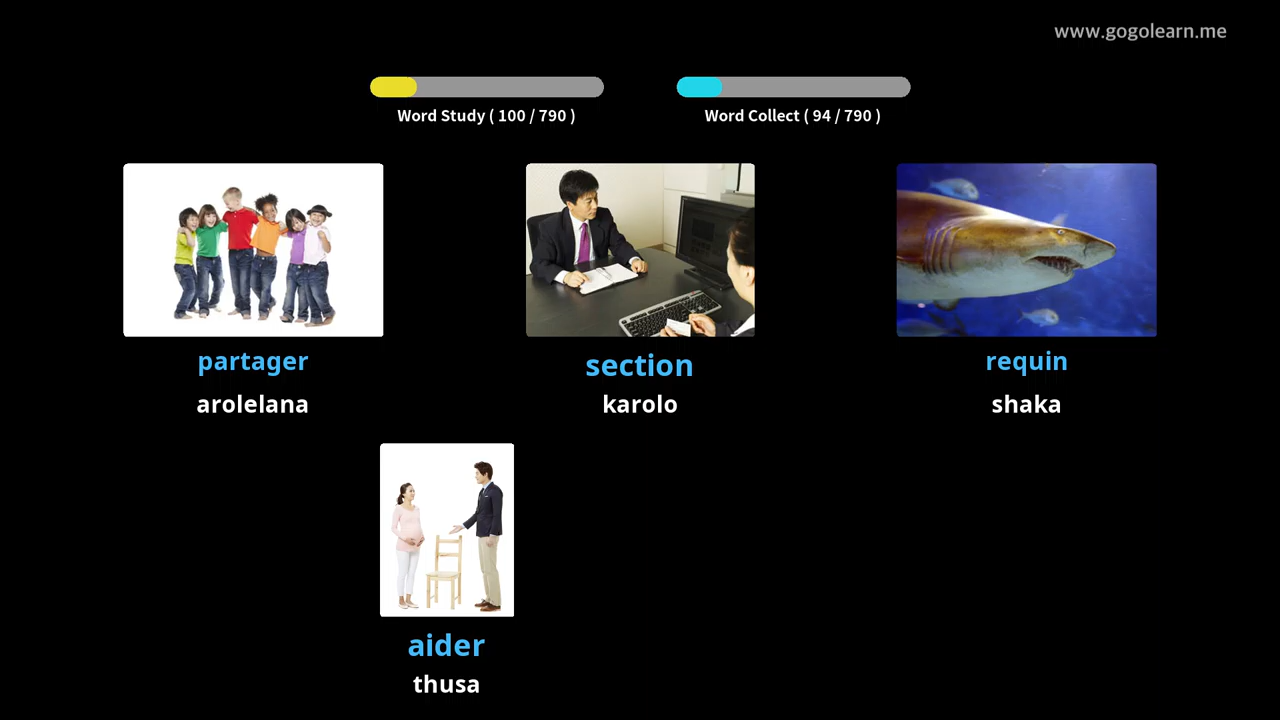 www.gogolearn.me
Word Study ( 100 / 790 )
Word Collect ( 94 / 790 )
partager
section
requin
arolelana
karolo
shaka
aider
thusa